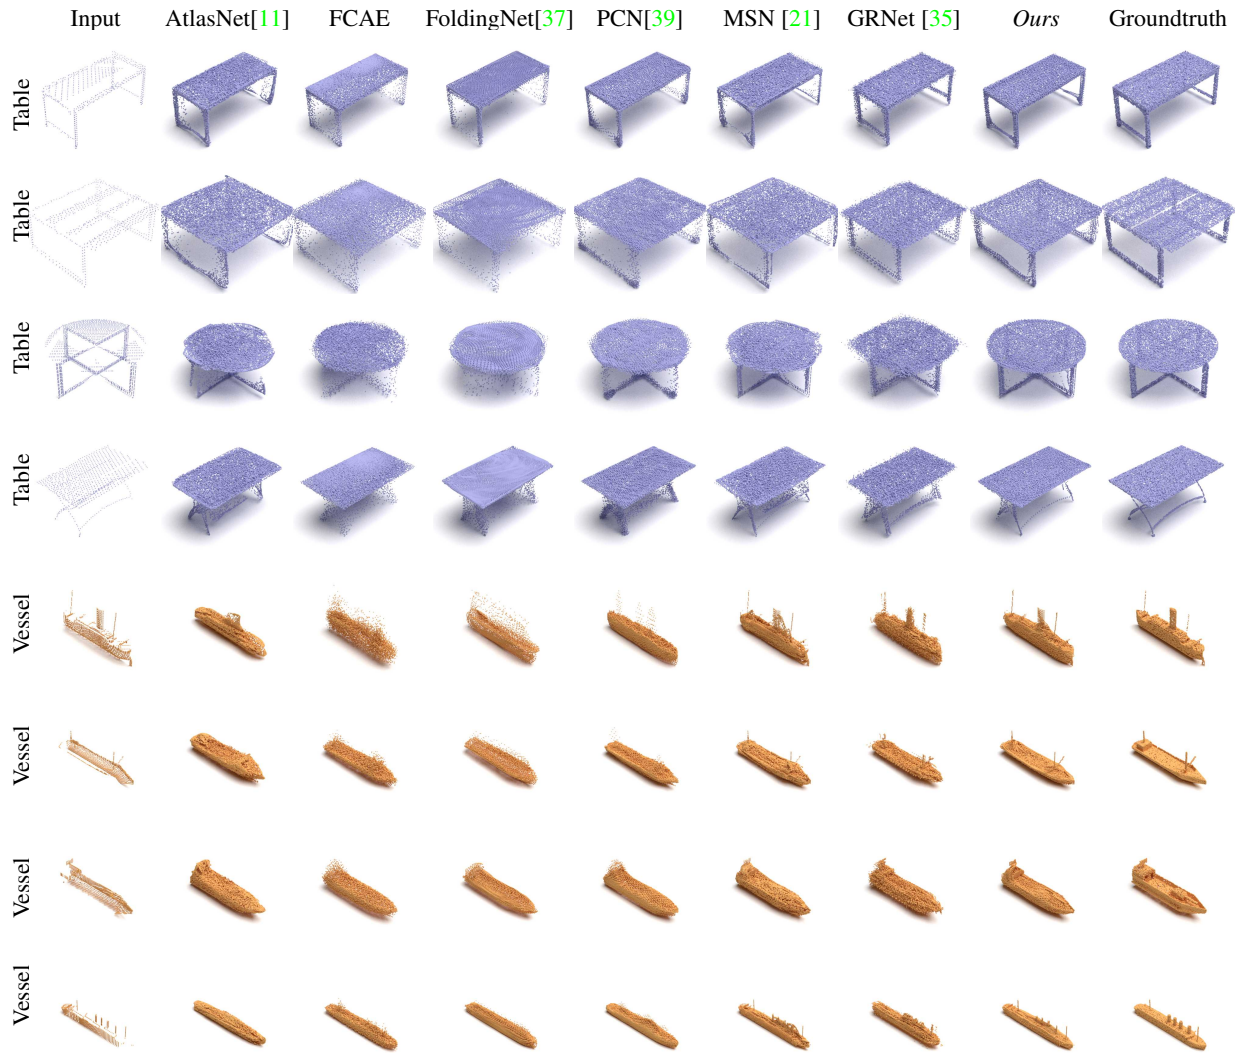 Input AtlasNet[11] FCAE FoldingNet[37] PCN[39] MSN [21] GRNet [35] Ours Groundtruth
Table
Table
Table
Table
Vessel
Vessel
Vessel
Vessel